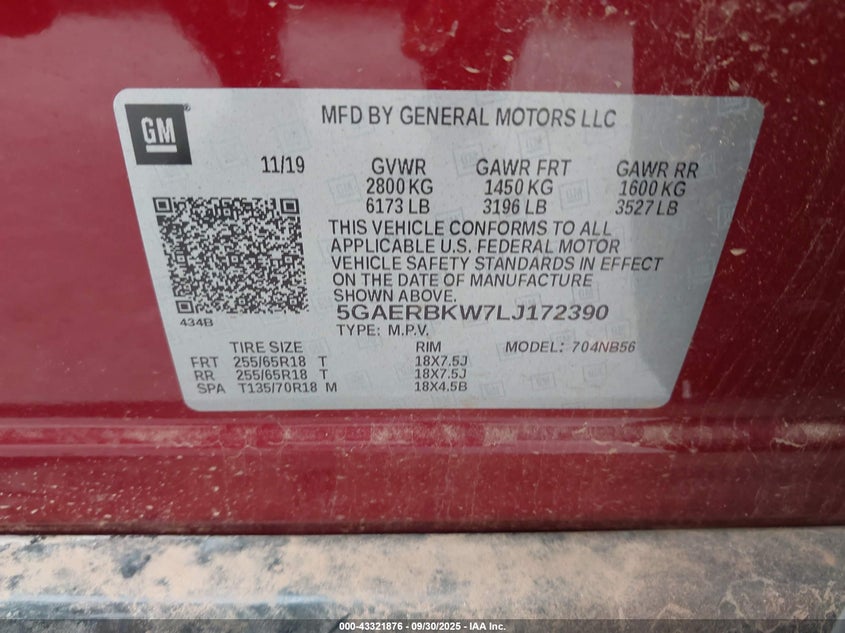 GM
MFD BY GENERAL MOTORS LLC
11/19 GVWR GAWR FRT GAWR RR
2800 KG 1450 KG 1600 KG
6173 LB 3196 LB 3527 LB
THIS VEHICLE CONFORMS TO ALL
APPLICABLE U.S. FEDERAL MOTOR
VEHICLE SAFETY STANDARDS IN EFFECT
ON THE DATE OF MANUFACTURE
SHOWN ABOVE.
434B
5GAERBKW7LJ172390
TYPE: M.P.V.
TIRE SIZE RIM MODEL: 704NB56
FRT 255/65R18 T 18X7.5J
RR 255/65R18 T 18X7.5J
SPA T135/70R18 M 18X4.5B
000-43321876 — 09/30/2025 — IAA Inc.